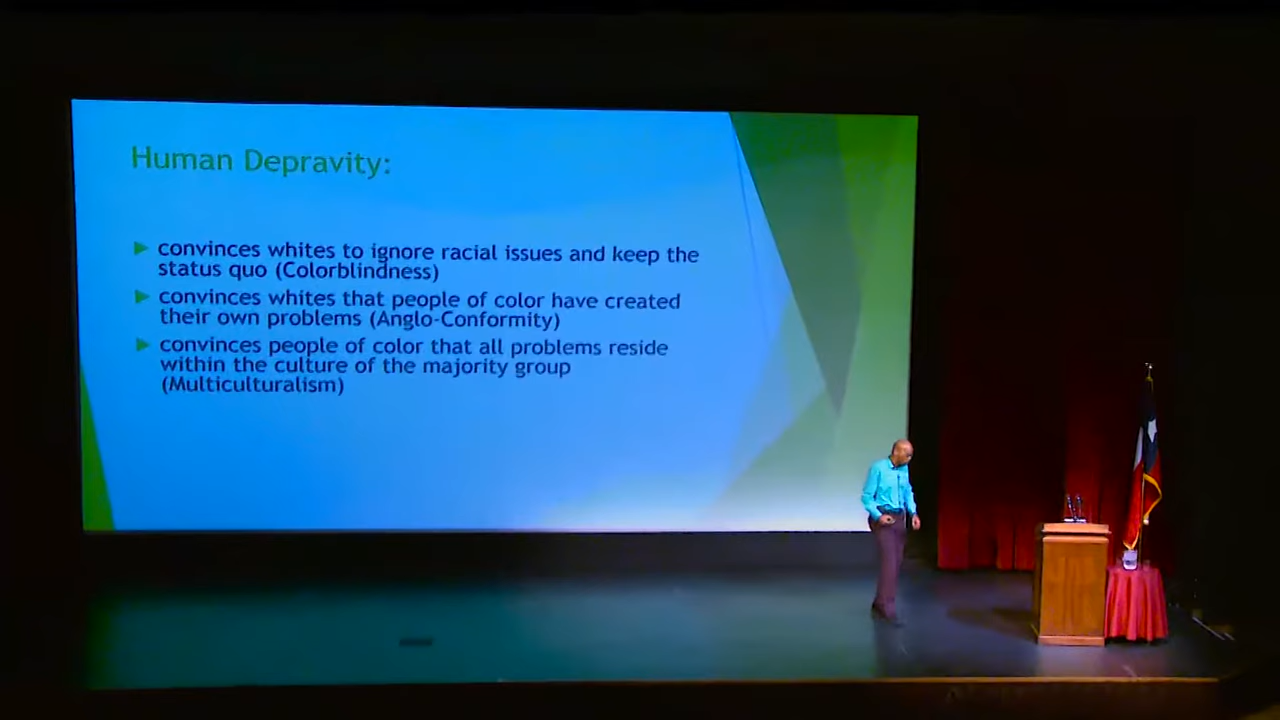 Human Depravity:
convinces whites to ignore racial issues and keep the
status quo (Colorblindness)
convinces whites that people of color have created
their own problems (Anglo-Conformity)
convinces people of color that all problems reside
within the culture of the majority group
(Multiculturalism)